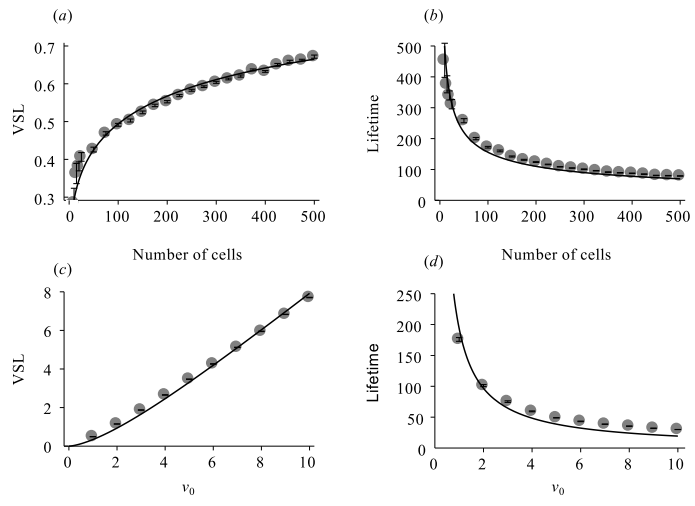 (a)
(b)
0.7
0.6
0.5
0.4
0.3
VSL
0 100 200 300 400 500
Number of cells
500
400
300
200
100
0
Lifetime
0 100 200 300 400 500
Number of cells
(c)
(d)
8
6
4
2
0
VSL
0 2 4 6 8 10
v0
250
200
150
100
50
0
Lifetime
0 2 4 6 8 10
v0